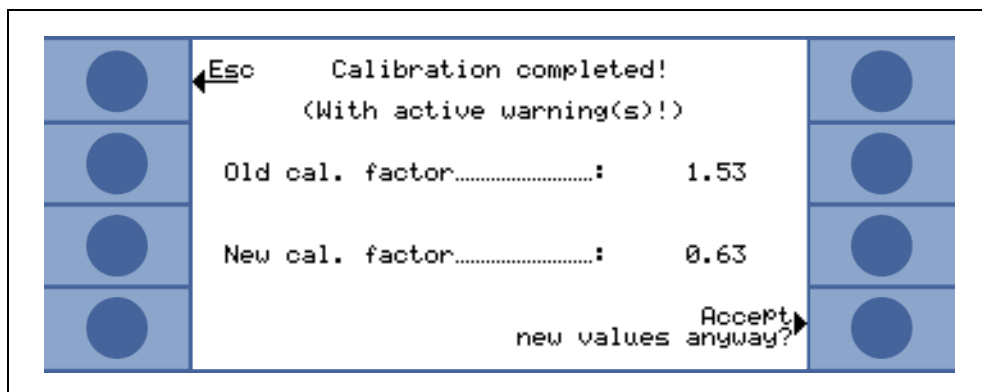 Esc Calibration completed!
(With active warning(s)!)
Old cal. factor..........................: 1.53
New cal. factor..........................: 0.63
Accept
new values anyway?